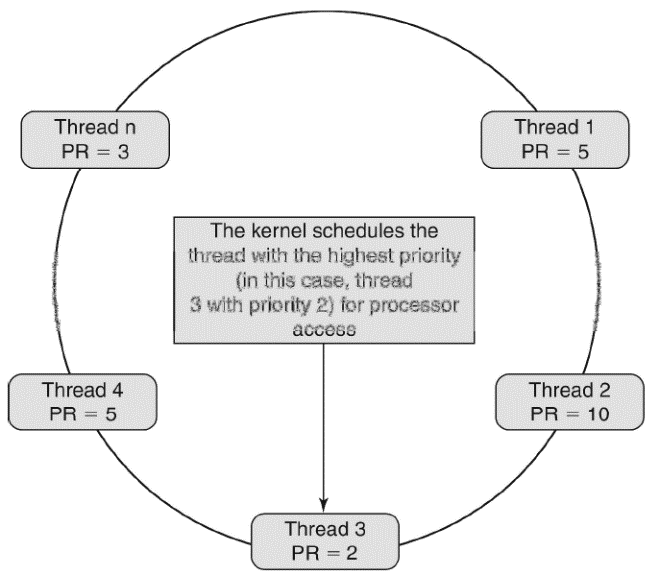 Thread n
PR = 3
Thread 1
PR = 5
The kernel schedules the
thread with the highest priority
(in this case, thread
3 with priority 2) for processor
access
Thread 4
PR = 5
Thread 2
PR = 10
Thread 3
PR = 2